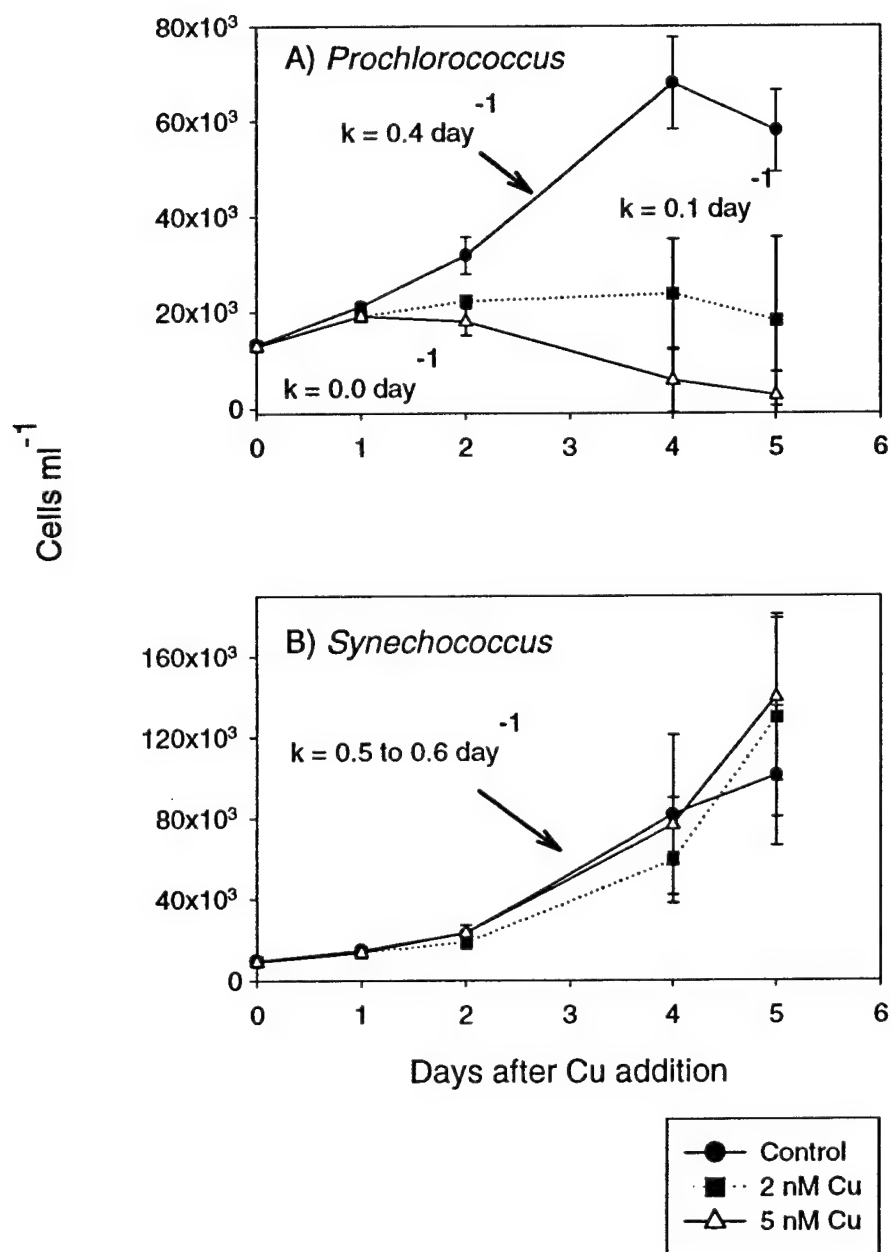 A) Prochlorococcus
80x10³
60x10³
40x10³
20x10³
0
k = 0.4 day⁻¹
k = 0.1 day⁻¹
k = 0.0 day⁻¹
0 1 2 3 4 5 6
Cells ml⁻¹
B) Synechococcus
160x10³
120x10³
80x10³
40x10³
0
k = 0.5 to 0.6 day⁻¹
0 1 2 3 4 5 6
Days after Cu addition
Control
2 nM Cu
5 nM Cu